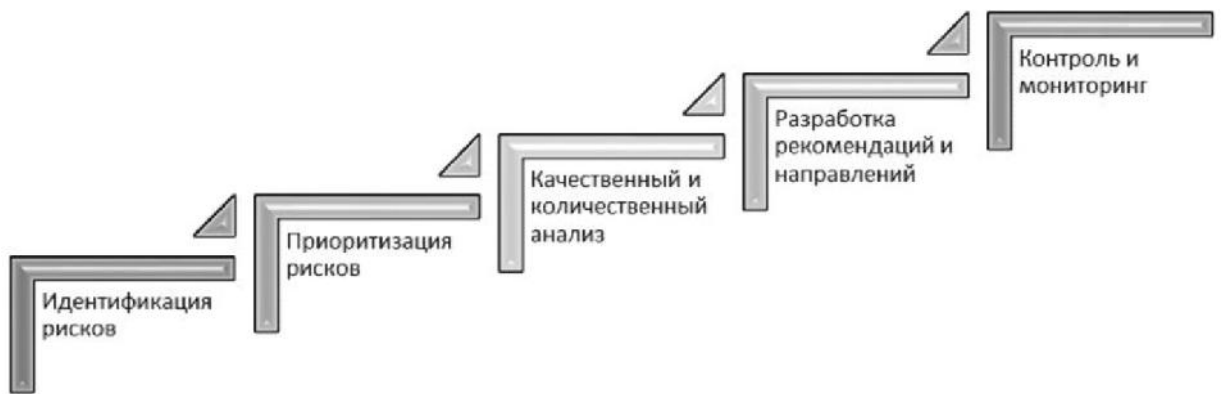 Идентификация
рисков
Приоритизация
рисков
Качественный и
количественный
анализ
Разработка
рекомендаций и
направлений
Контроль и
мониторинг